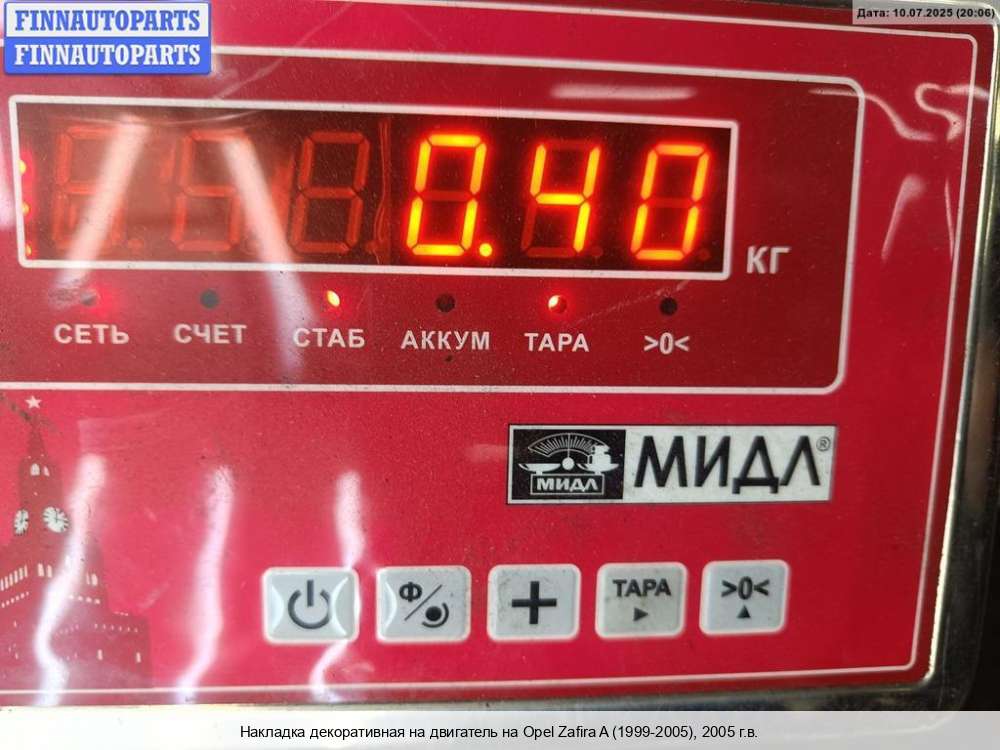 FINNAUTOPARTS
FINNAUTOPARTS
Дата: 10.07.2025 (20:06)
0.40
КГ
СЕТЬ СЧЕТ СТАБ АККУМ ТАРА >0<
МИДЛ
МИДЛ®
Ф
+
ТАРА
>0<
Накладка декоративная на двигатель на Opel Zafira A (1999-2005), 2005 г.в.